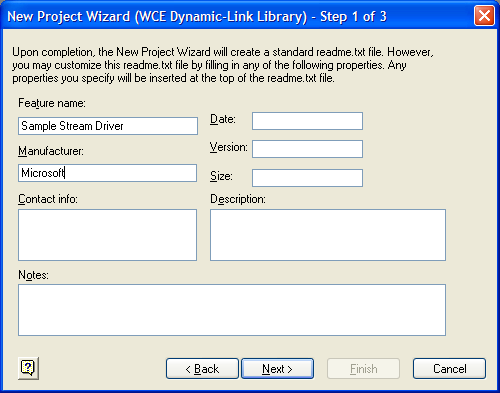 New Project Wizard (WCE Dynamic-Link Library) - Step 1 of 3
Upon completion, the New Project Wizard will create a standard readme.txt file. However,
you may customize this readme.txt file by filling in any of the following properties. Any
properties you specify will be inserted at the top of the readme.txt file.
Feature name:
Sample Stream Driver
Date:
Manufacturer:
Version:
Microsoft
Size:
Contact info:
Description:
Notes:
?
< Back
Next >
Finish
Cancel